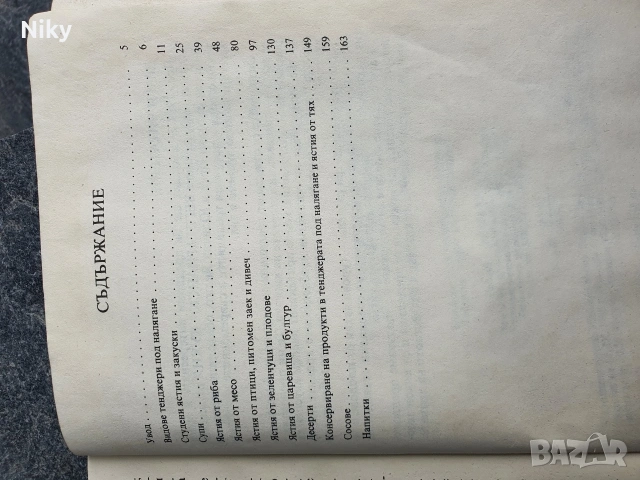 СЪДЪРЖАНИЕ
Увод . . . 5
Видове тенджери под налягане . . . 6
Студени ястия и закуски . . . 11
Супи . . . 25
Ястия от риба . . . 39
Ястия от месо . . . 48
Ястия от птици, питомен заек и дивеч . . . 80
Ястия от зеленчуци и плодове . . . 97
Ястия от царевица и булгур . . . 130
Десерти . . . 137
Консервиране на продукти в тенджерата под налягане и ястия от тях . . . 149
Сосове . . . 159
Напитки . . . 163
Niky
BAZAR